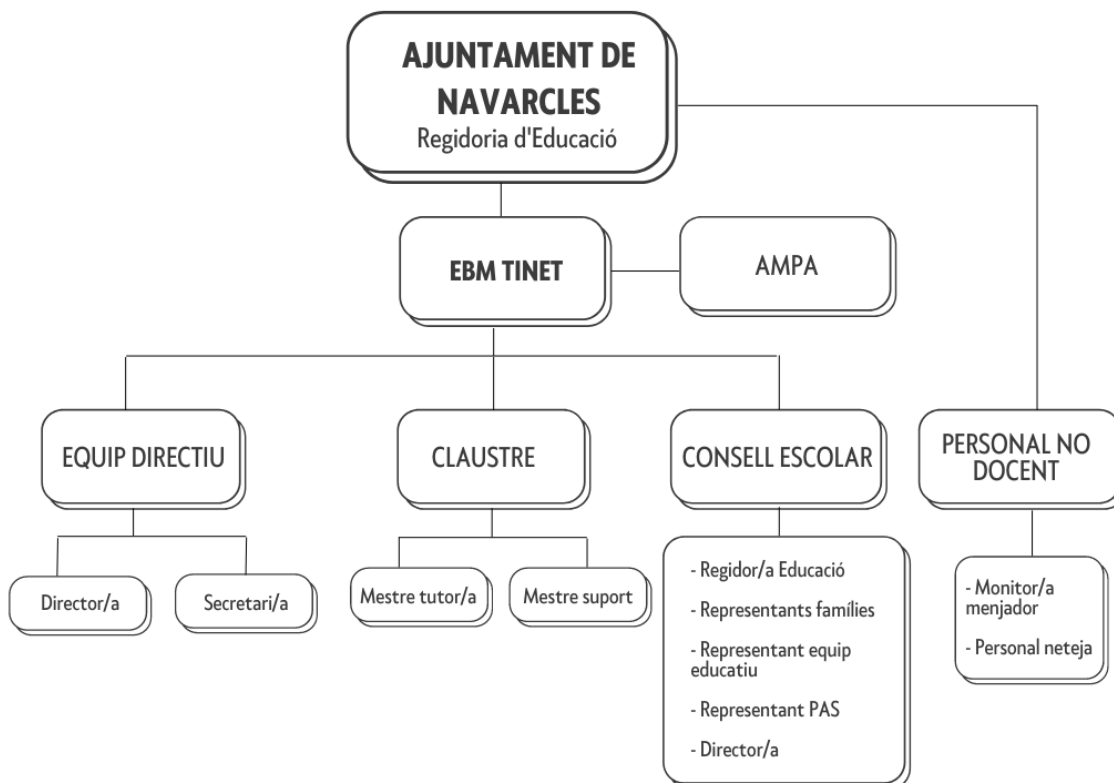 AJUNTAMENT DE
NAVARCLES
Regidoria d'Educació
EBM TINET
AMPA
EQUIP DIRECTIU
CLAUSTRE
CONSELL ESCOLAR
PERSONAL NO
DOCENT
Director/a
Secretari/a
Mestre tutor/a
Mestre suport
- Regidor/a Educació
- Representants famílies
- Representant equip
educatiu
- Representant PAS
- Director/a
- Monitor/a
menjador
- Personal neteja